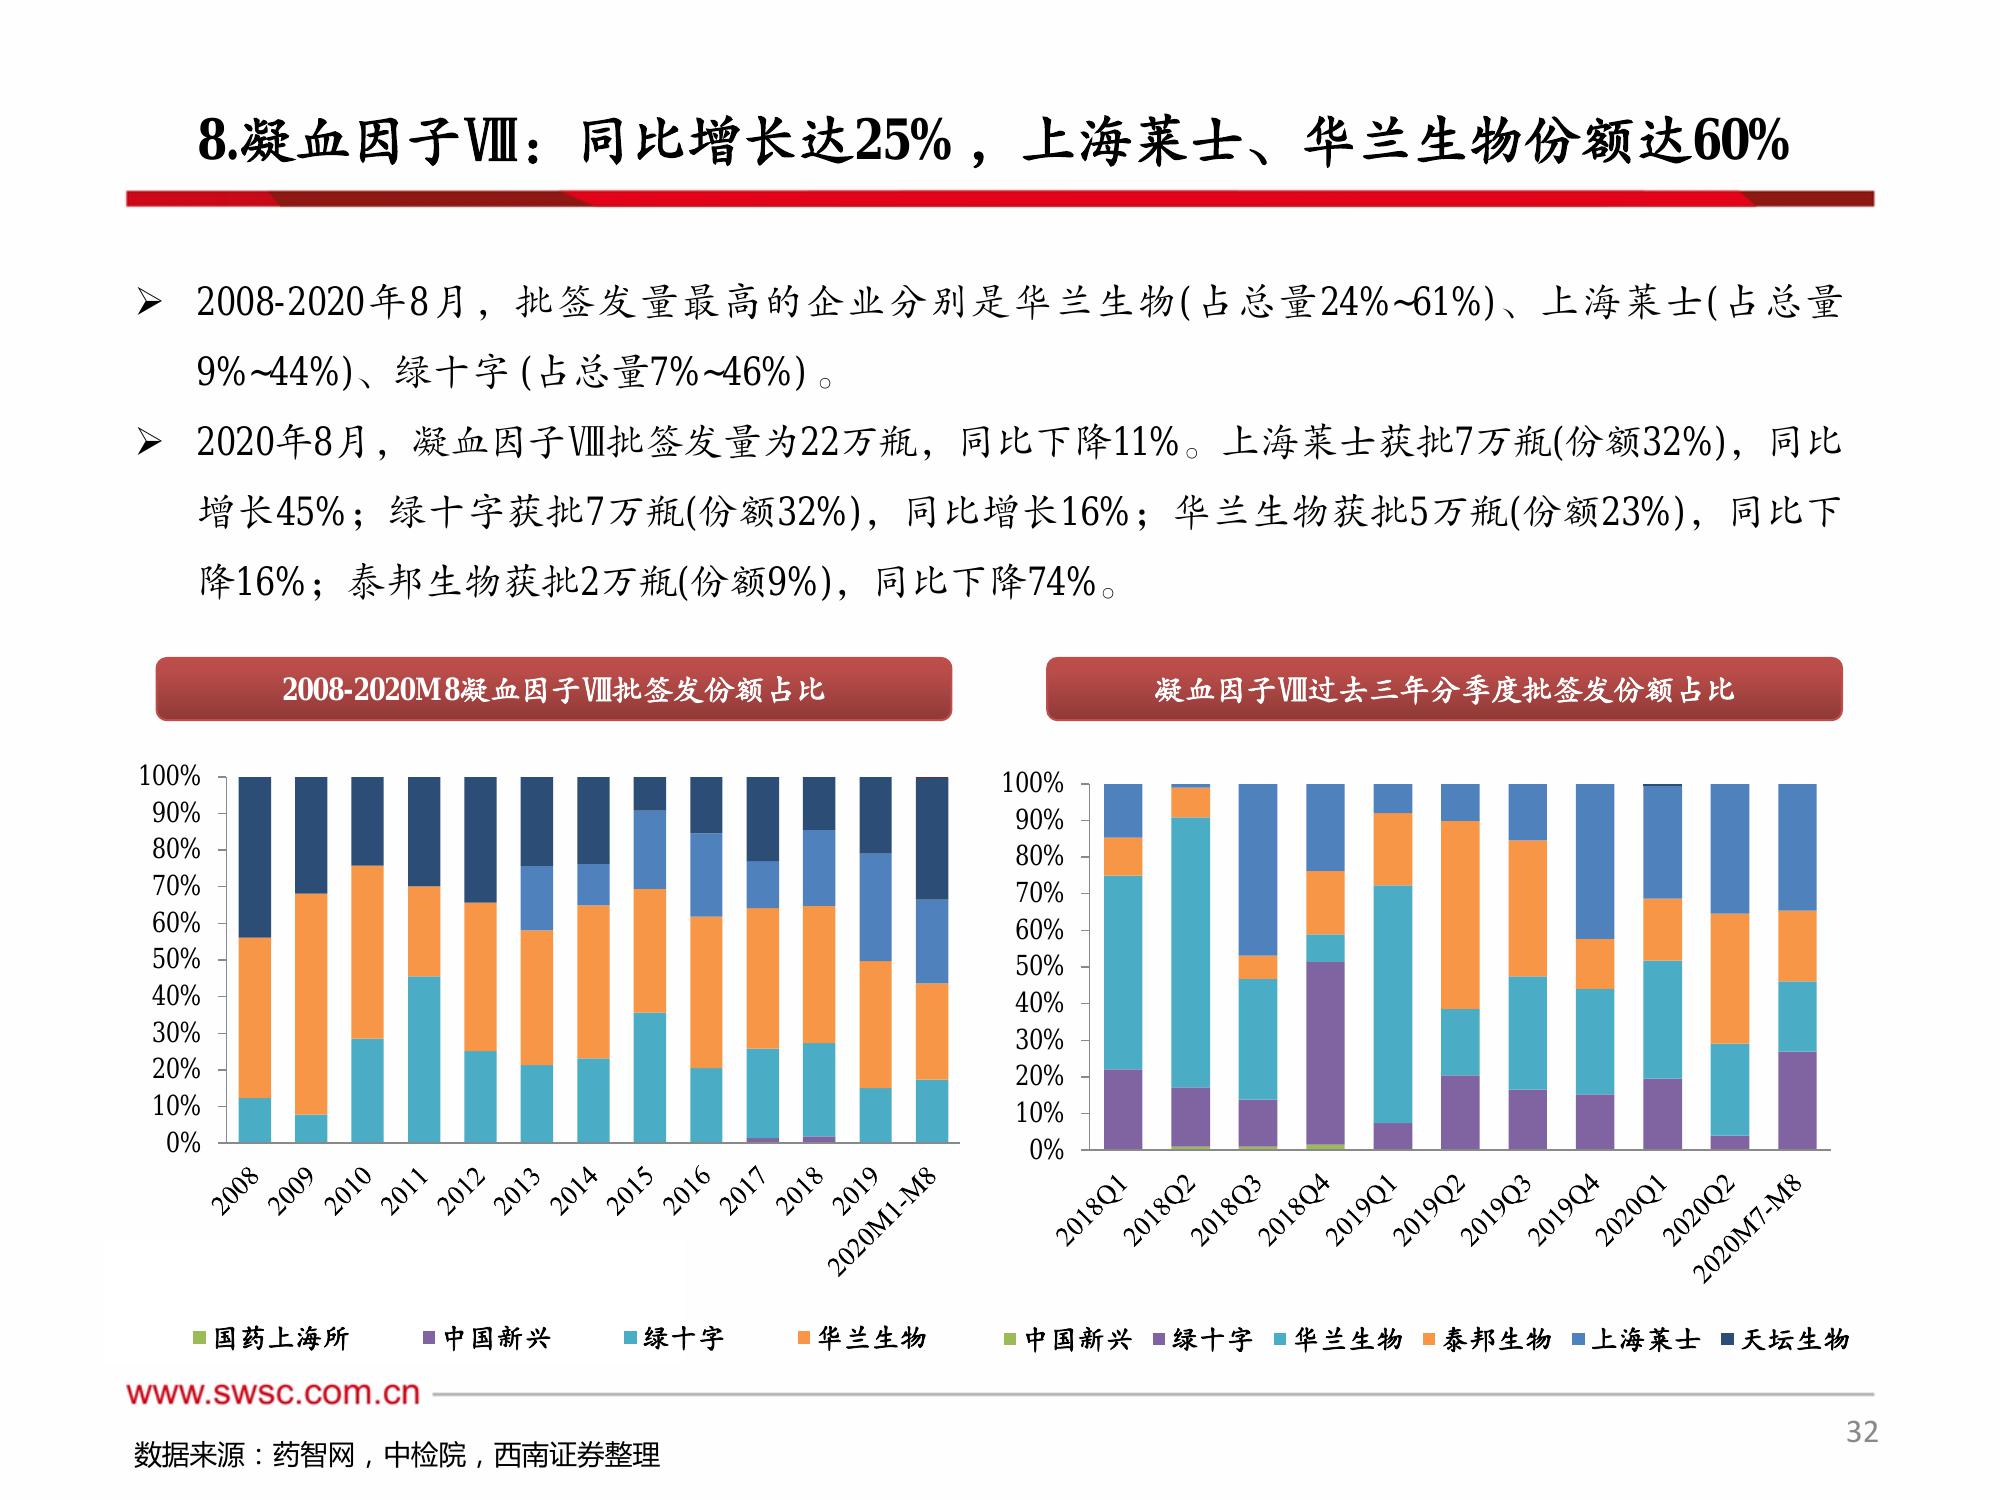 8.凝血因子Ⅷ：同比增长达25%，上海莱士、华兰生物份额达60%
➢ 2008-2020年8月，批签发量最高的企业分别是华兰生物(占总量24%~61%)、上海莱士(占总量
9%~44%)、绿十字 (占总量7%~46%) 。
➢ 2020年8月，凝血因子Ⅷ批签发量为22万瓶，同比下降11%。上海莱士获批7万瓶(份额32%)，同比
增长45%；绿十字获批7万瓶(份额32%)，同比增长16%；华兰生物获批5万瓶(份额23%)，同比下
降16%；泰邦生物获批2万瓶(份额9%)，同比下降74%。
2008-2020M8凝血因子Ⅷ批签发份额占比
100%
90%
80%
70%
60%
50%
40%
30%
20%
10%
0%
2008 2009 2010 2011 2012 2013 2014 2015 2016 2017 2018 2019 2020M1-M8
国药上海所 中国新兴 绿十字 华兰生物
凝血因子Ⅷ过去三年分季度批签发份额占比
100%
90%
80%
70%
60%
50%
40%
30%
20%
10%
0%
2018Q1 2018Q2 2018Q3 2018Q4 2019Q1 2019Q2 2019Q3 2019Q4 2020Q1 2020Q2 2020M7-M8
中国新兴 绿十字 华兰生物 泰邦生物 上海莱士 天坛生物
www.swsc.com.cn
32
数据来源：药智网，中检院，西南证券整理